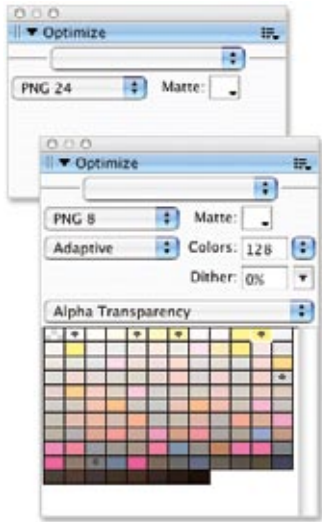 Optimize
PNG 24 Matte:
Optimize
PNG 8 Matte:
Adaptive Colors: 128
Dither: 0%
Alpha Transparency